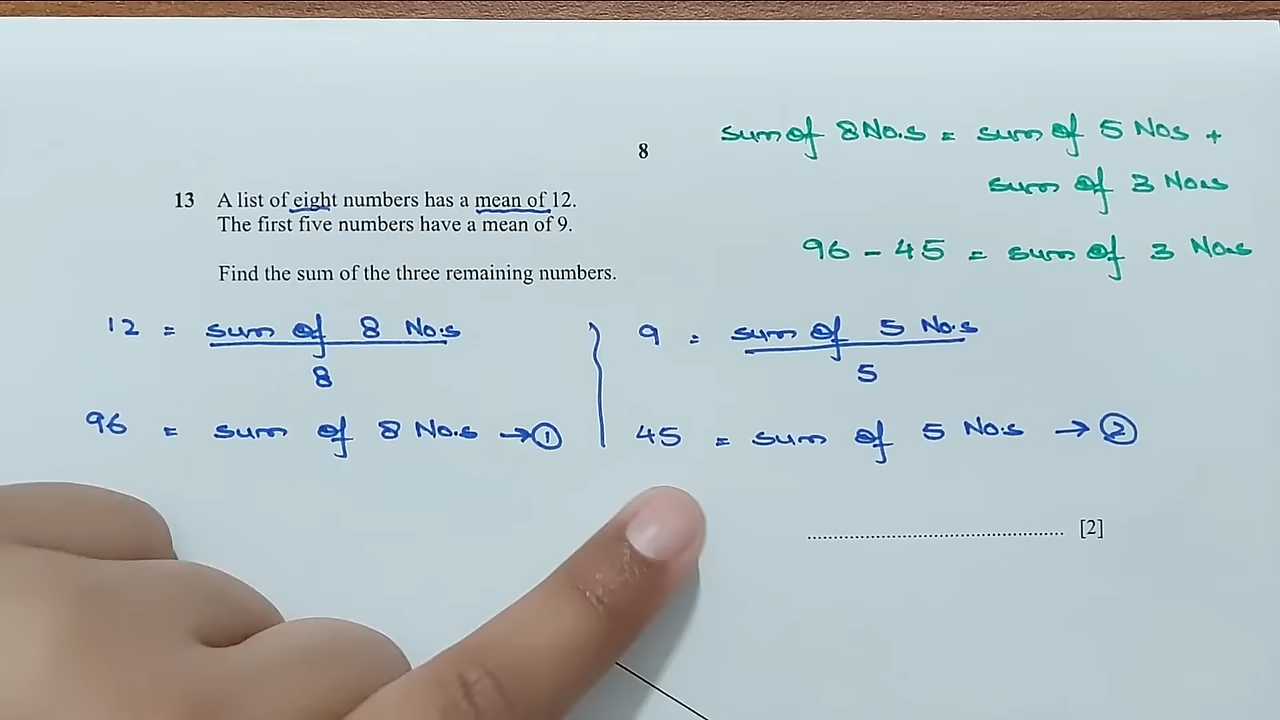 8
sum of 8 No.s = sum of 5 Nos +
sum of 3 Nos
96 - 45 = sum of 3 Nos
13 A list of eight numbers has a mean of 12.
The first five numbers have a mean of 9.
Find the sum of the three remaining numbers.
12 = sum of 8 No.s
8
96 = sum of 8 No.s →①
9 = sum of 5 No.s
5
45 = sum of 5 No.s →②
.................................................. [2]